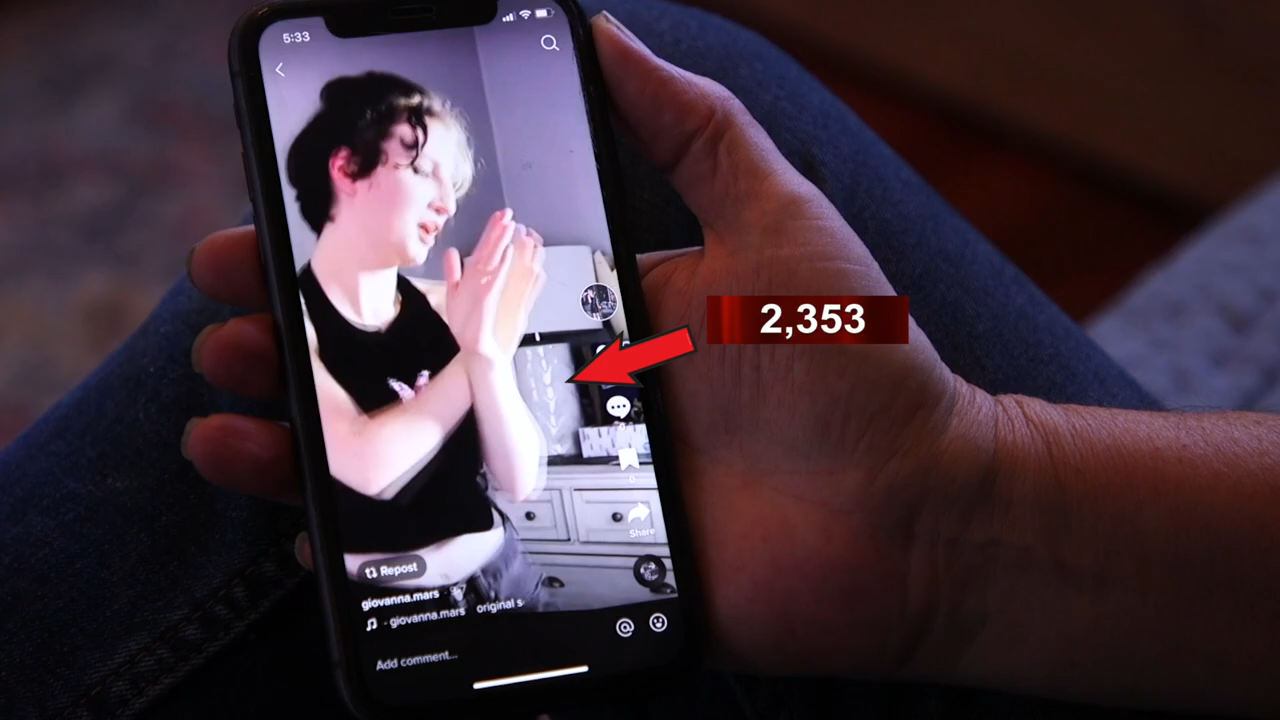 5:33
2,353
Share
Repost
giovanna.mars
giovanna.mars original s
Add comment...